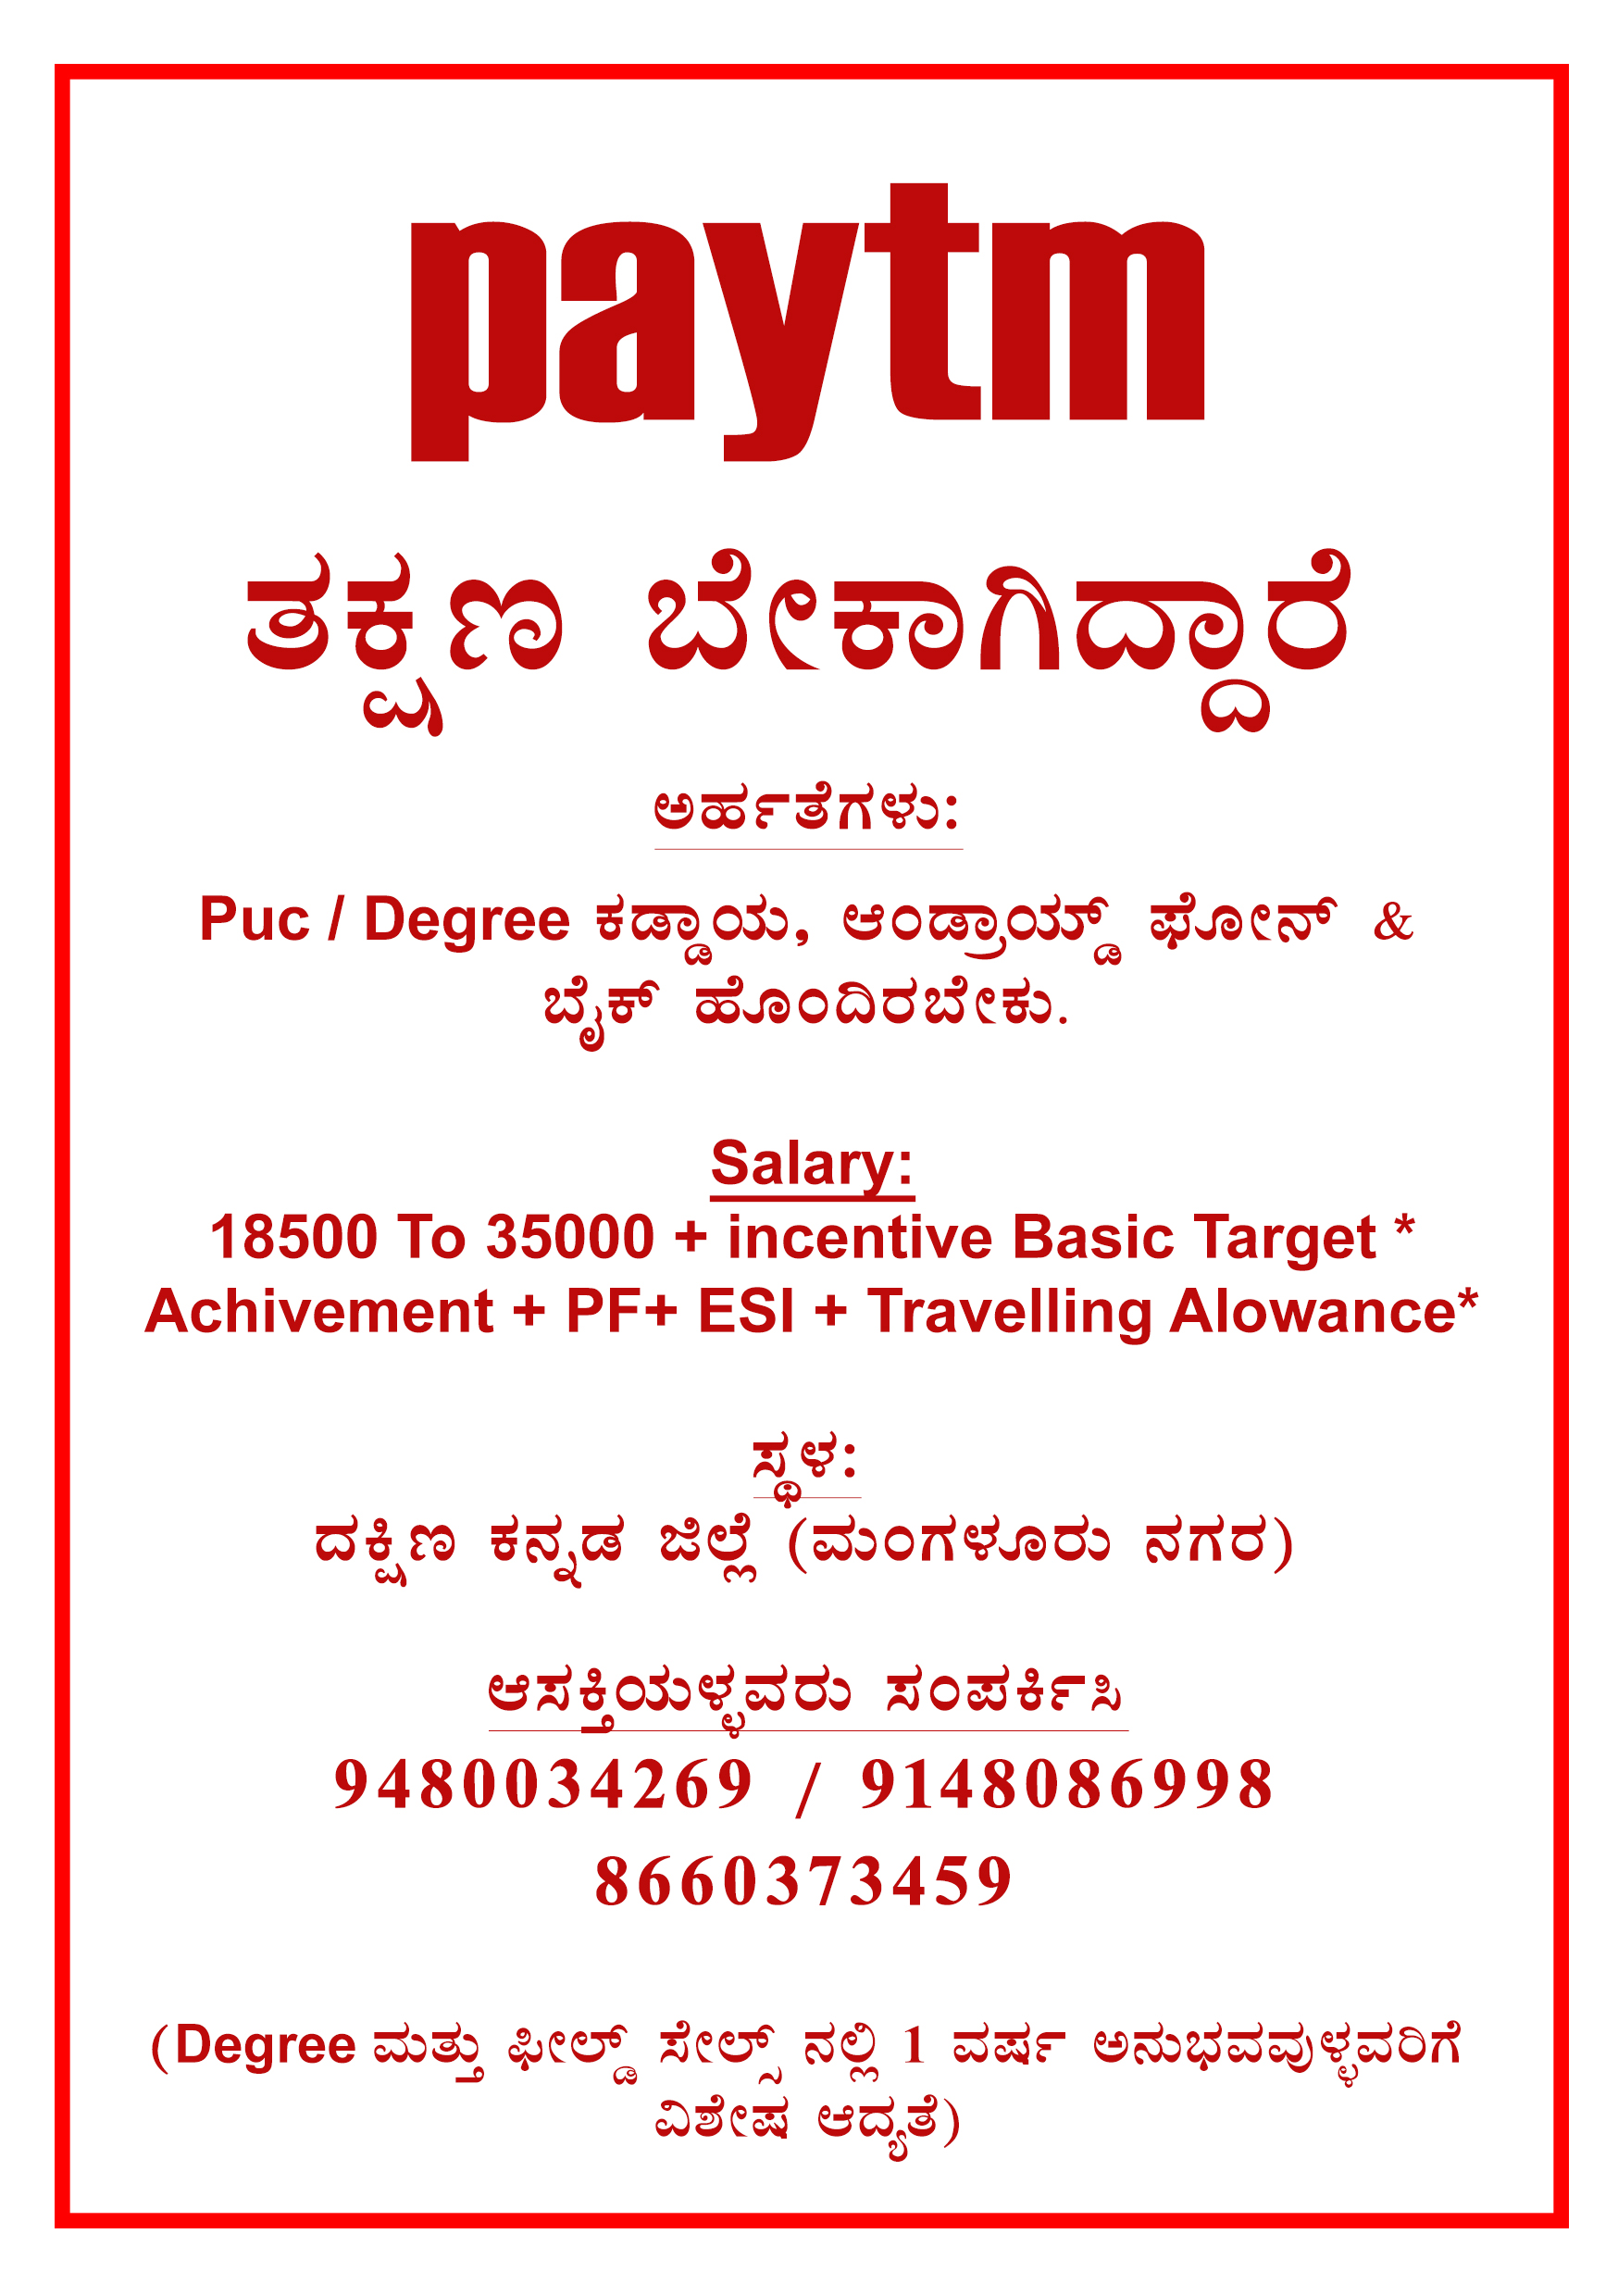 paytm
ತಕ್ಷಣ ಬೇಕಾಗಿದ್ದಾರೆ
ಅರ್ಹತೆಗಳು:
Puc / Degree ಕಡ್ಡಾಯ, ಆಂಡ್ರಾಯ್ಡ್ ಫೋನ್ &
ಬೈಕ್ ಹೊಂದಿರಬೇಕು.
Salary:
18500 To 35000 + incentive Basic Target *
Achivement + PF+ ESI + Travelling Alowance*
ಸ್ಥಳ:
ದಕ್ಷಿಣ ಕನ್ನಡ ಜಿಲ್ಲೆ (ಮಂಗಳೂರು ನಗರ)
ಆಸಕ್ತಿಯಳ್ಳವರು ಸಂಪರ್ಕಿಸಿ
9480034269 / 9148086998
8660373459
(Degree ಮತ್ತು ಫೀಲ್ಡ್ ಸೇಲ್ಸ್ ನಲ್ಲಿ 1 ವರ್ಷ ಅನುಭವವುಳ್ಳವರಿಗೆ
ವಿಶೇಷ ಆದ್ಯತೆ)